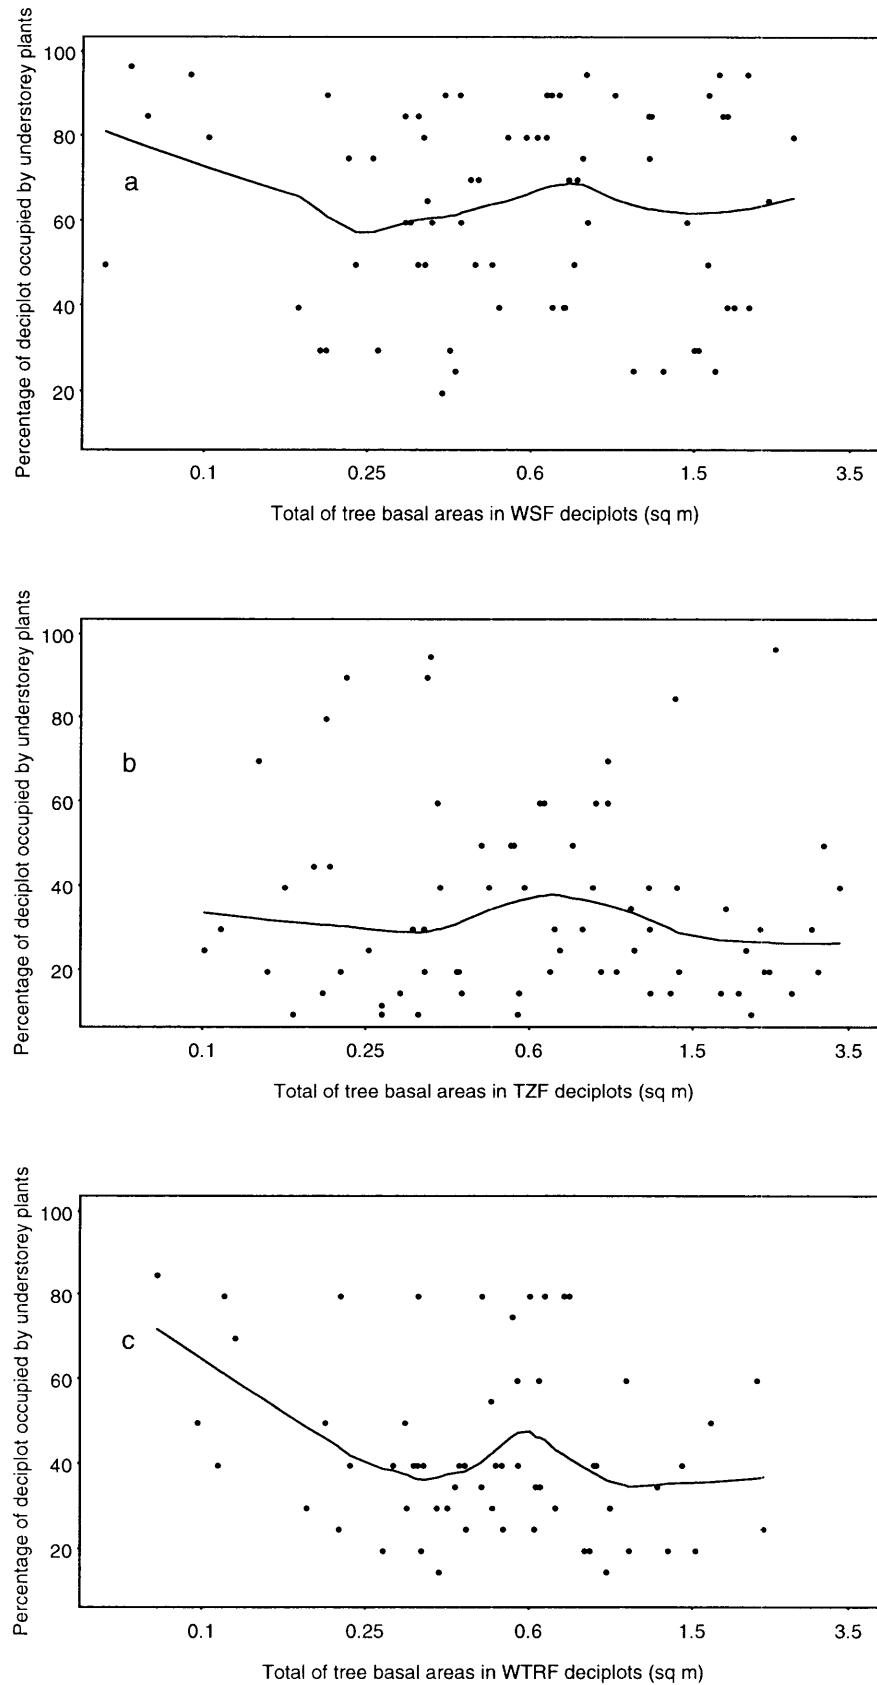 Percentage of deciplot occupied by understorey plants
100
80
60
40
20
a
0.1 0.25 0.6 1.5 3.5
Total of tree basal areas in WSF deciplots (sq m)
Percentage of deciplot occupied by understorey plants
100
80
60
40
20
b
0.1 0.25 0.6 1.5 3.5
Total of tree basal areas in TZF deciplots (sq m)
Percentage of deciplot occupied by understorey plants
100
80
60
40
20
c
0.1 0.25 0.6 1.5 3.5
Total of tree basal areas in WTRF deciplots (sq m)